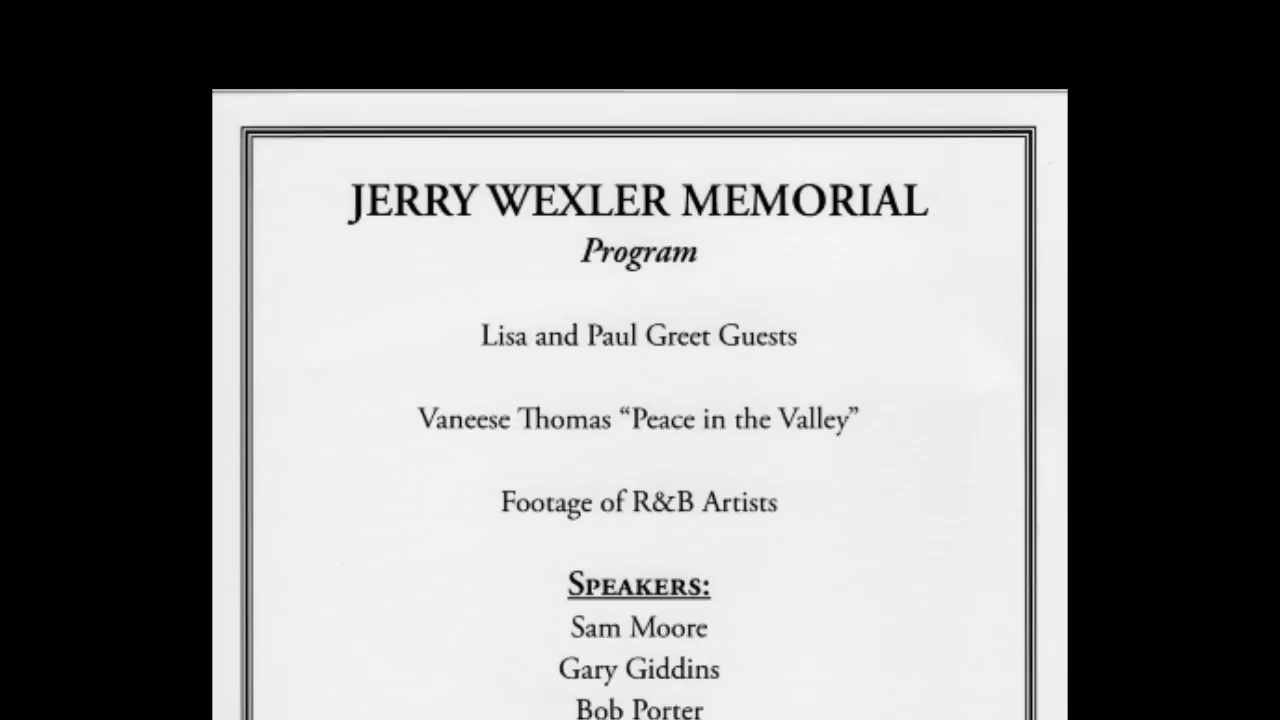 JERRY WEXLER MEMORIAL
Program
Lisa and Paul Greet Guests
Vaneese Thomas “Peace in the Valley”
Footage of R&B Artists
SPEAKERS:
Sam Moore
Gary Giddins
Bob Porter